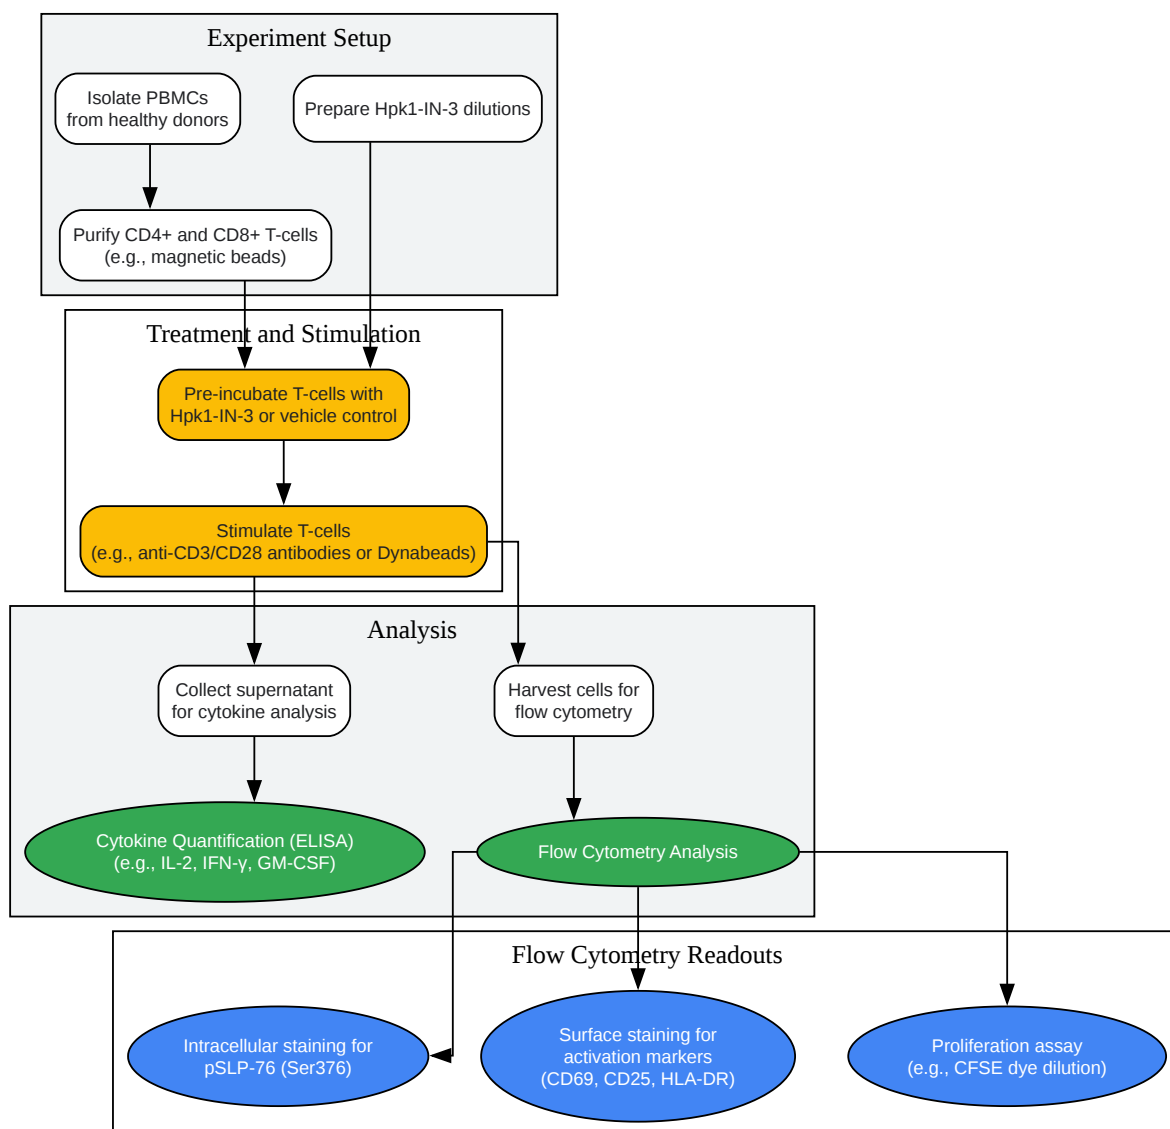 Experiment Setup
Isolate PBMCs
from healthy donors
Prepare Hpk1-IN-3 dilutions
Purify CD4+ and CD8+ T-cells
(e.g., magnetic beads)
Treatment and Stimulation
Pre-incubate T-cells with
Hpk1-IN-3 or vehicle control
Stimulate T-cells
(e.g., anti-CD3/CD28 antibodies or Dynabeads)
Analysis
Collect supernatant
for cytokine analysis
Harvest cells for
flow cytometry
Cytokine Quantification (ELISA)
(e.g., IL-2, IFN-γ, GM-CSF)
Flow Cytometry Analysis
Flow Cytometry Readouts
Intracellular staining for
pSLP-76 (Ser376)
Surface staining for
activation markers
(CD69, CD25, HLA-DR)
Proliferation assay
(e.g., CFSE dye dilution)